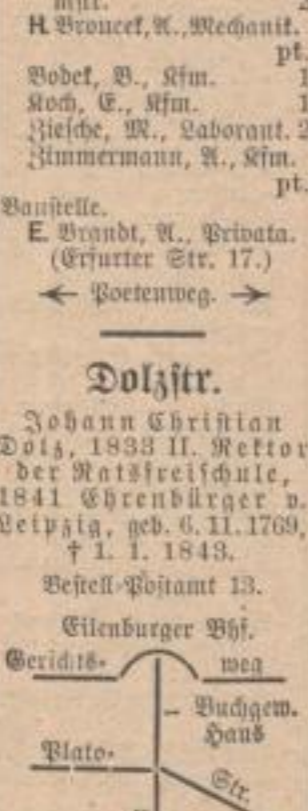 H. Broucek, A., Mechanik.
pt.
Bodek, B., Kfm.
Koch, E., Kfm.
Ziesche, M., Laborant. 2
Zimmermann, A., Kfm.
pt.
Baustelle.
E. Brandt, A., Privata.
(Erfurter Str. 17.)
← Poetenweg. →
Dolzstr.
Johann Christian
Dolz, 1833 II. Rektor
der Ratsfreischule,
1841 Ehrenbürger v.
Leipzig, geb. 6. 11. 1769,
† 1. 1. 1843.
Bestell-Postamt 13.
Eilenburger Bhf.
Gerichts- weg
Buchgew.
Haus
Plato-
Str.